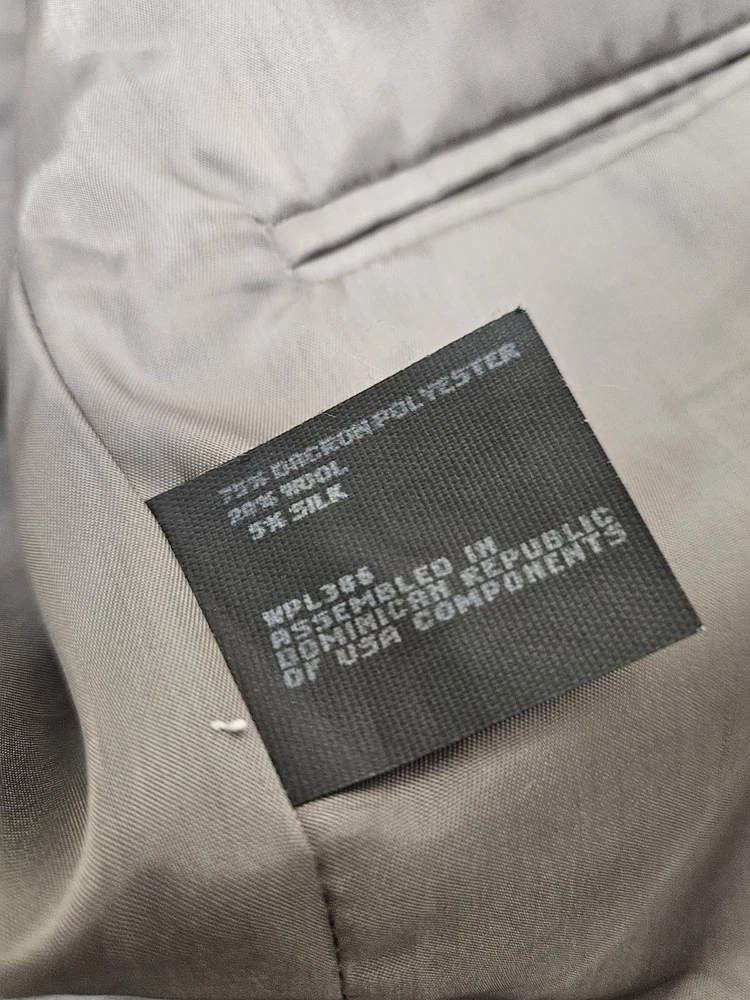 75% DACRON POLYESTER
20% WOOL
5% SILK
WPL386
ASSEMBLED IN
DOMINICAN REPUBLIC
OF USA COMPONENTS